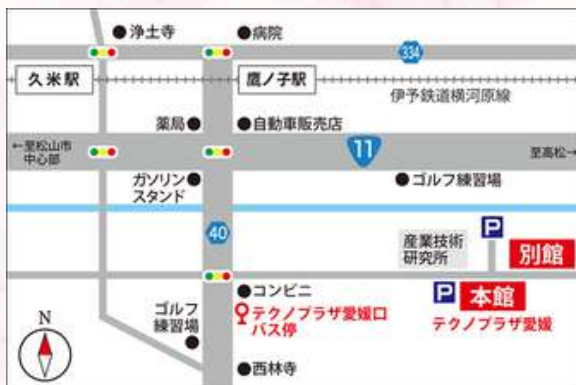 浄土寺
病院
334
久米駅
鷹ノ子駅
伊予鉄道横河原線
薬局
自動車販売店
←至松山市
中心部
11
至高松→
ガソリン
スタンド
ゴルフ練習場
40
産業技術
研究所
P
別館
コンビニ
P
本館
テクノプラザ愛媛口
バス停
テクノプラザ愛媛
ゴルフ
練習場
N
西林寺